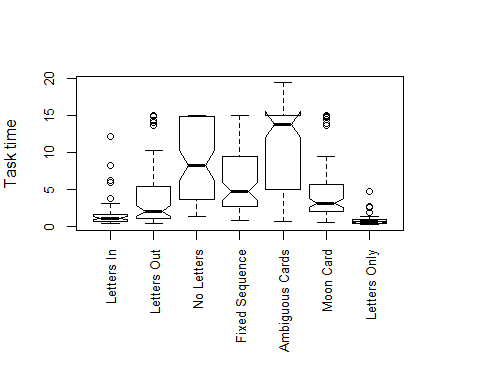 Task time
20
15
10
5
0
Letters In
Letters Out
No Letters
Fixed Sequence
Ambiguous Cards
Moon Card
Letters Only